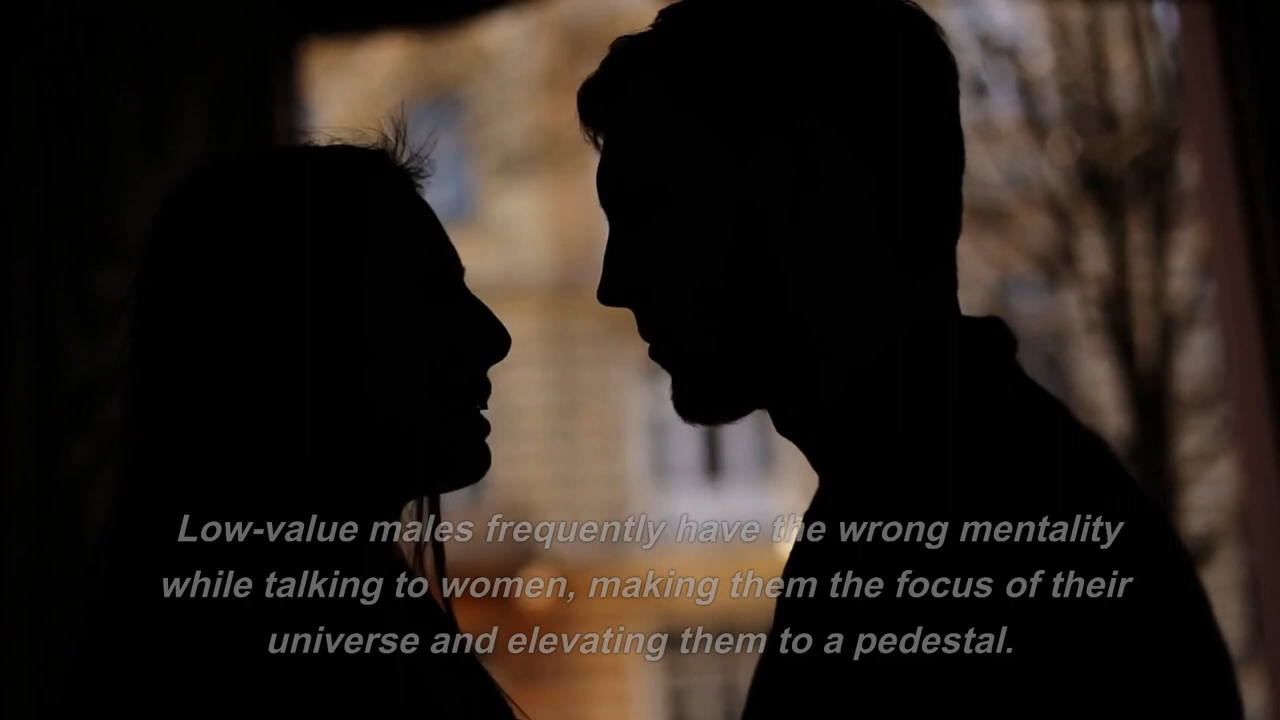 Low-value males frequently have the wrong mentality
while talking to women, making them the focus of their
universe and elevating them to a pedestal.